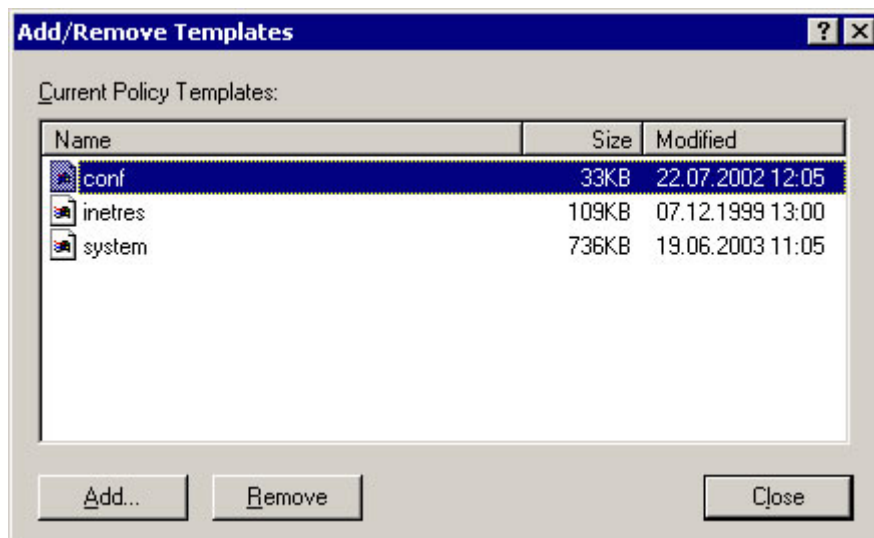 Add/Remove Templates
Current Policy Templates:
Name Size Modified
conf 33KB 22.07.2002 12:05
inetres 109KB 07.12.1999 13:00
system 736KB 19.06.2003 11:05
Add... Remove Close